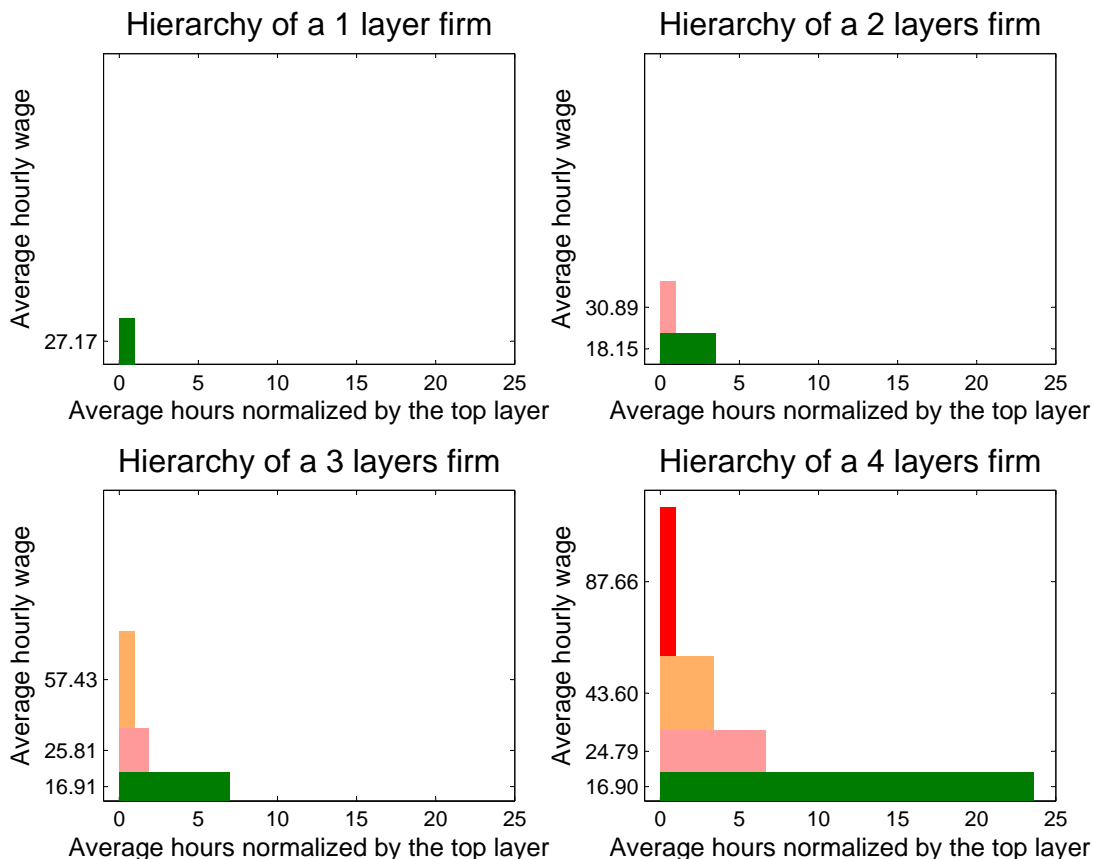 Hierarchy of a 1 layer firm
Average hourly wage
27.17
0 5 10 15 20 25
Average hours normalized by the top layer
Hierarchy of a 2 layers firm
Average hourly wage
30.89
18.15
0 5 10 15 20 25
Average hours normalized by the top layer
Hierarchy of a 3 layers firm
Average hourly wage
57.43
25.81
16.91
0 5 10 15 20 25
Average hours normalized by the top layer
Hierarchy of a 4 layers firm
Average hourly wage
87.66
43.60
24.79
16.90
0 5 10 15 20 25
Average hours normalized by the top layer